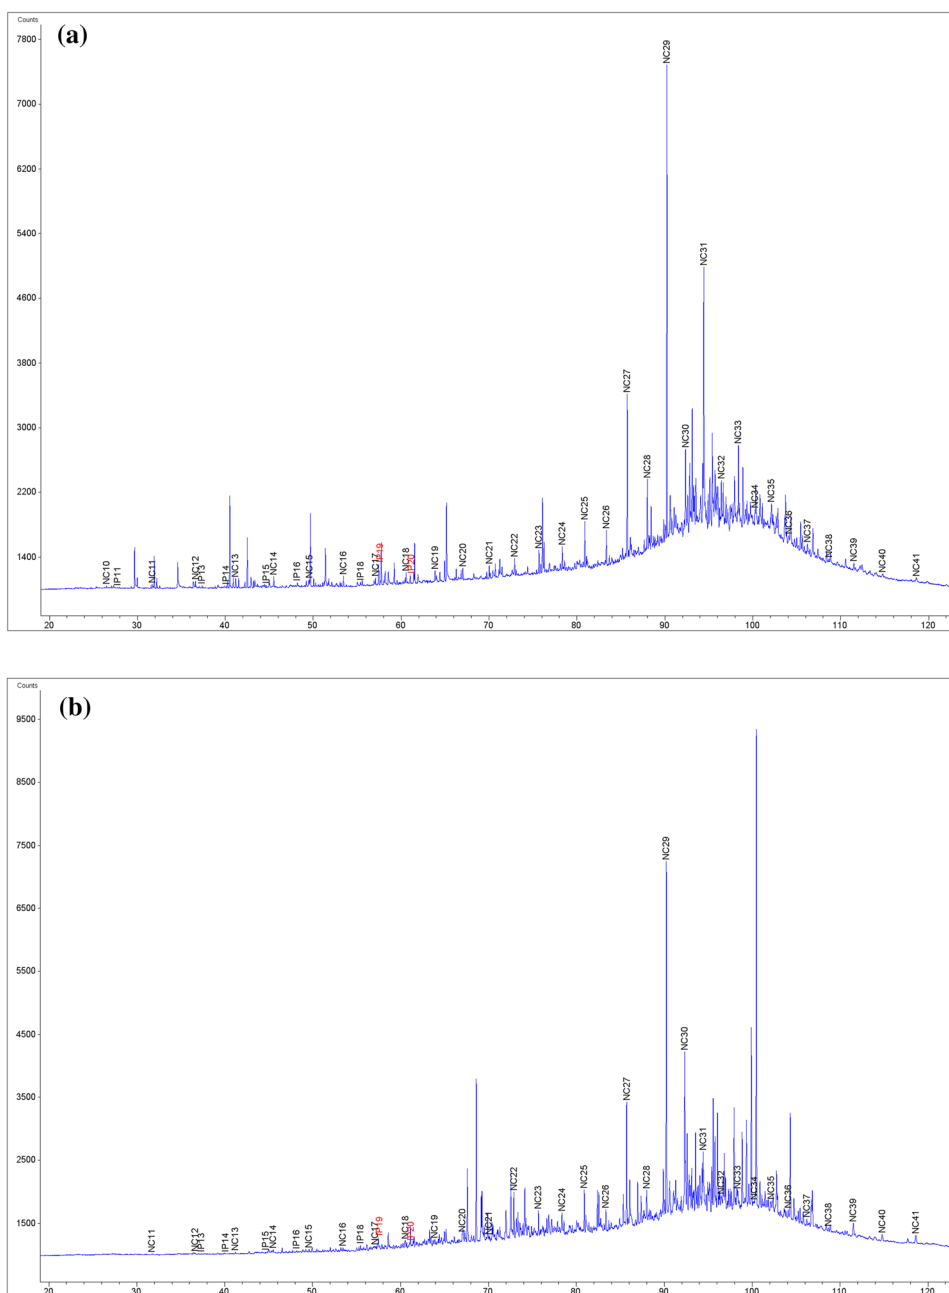 Counts
(a)
7800
7000
6200
5400
4600
3800
3000
2200
1400
NC10
IP11
NC11
NC12
IP13
IP14
NC13
IP15
NC14
IP16
NC15
NC16
IP18
NC17
IP19
NC18
IP20
NC19
NC20
NC21
NC22
NC23
NC24
NC25
NC26
NC27
NC28
NC29
NC30
NC31
NC32
NC33
NC34
NC35
NC36
NC37
NC38
NC39
NC40
NC41
20 30 40 50 60 70 80 90 100 110 120
Counts
(b)
9500
8500
7500
6500
5500
4500
3500
2500
1500
NC11
NC12
IP13
IP14
NC13
IP15
NC14
IP16
NC15
NC16
IP18
NC17
IP19
NC18
IP20
NC19
NC20
NC21
NC22
NC23
NC24
NC25
NC26
NC27
NC28
NC29
NC30
NC31
NC32
NC33
NC34
NC35
NC36
NC37
NC38
NC39
NC40
NC41
20 30 40 50 60 70 80 90 100 110 120